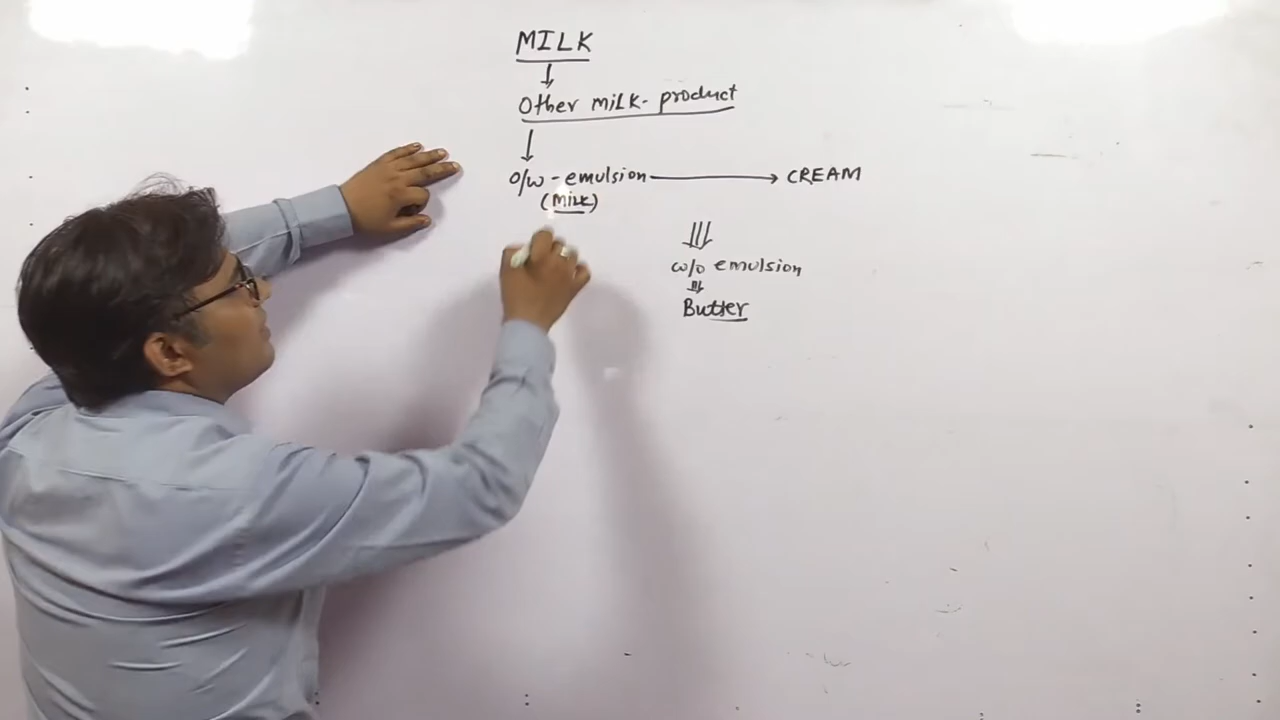 MILK
Other milk-product
o/w-emulsion → CREAM
(milk)
w/o emulsion
Butter